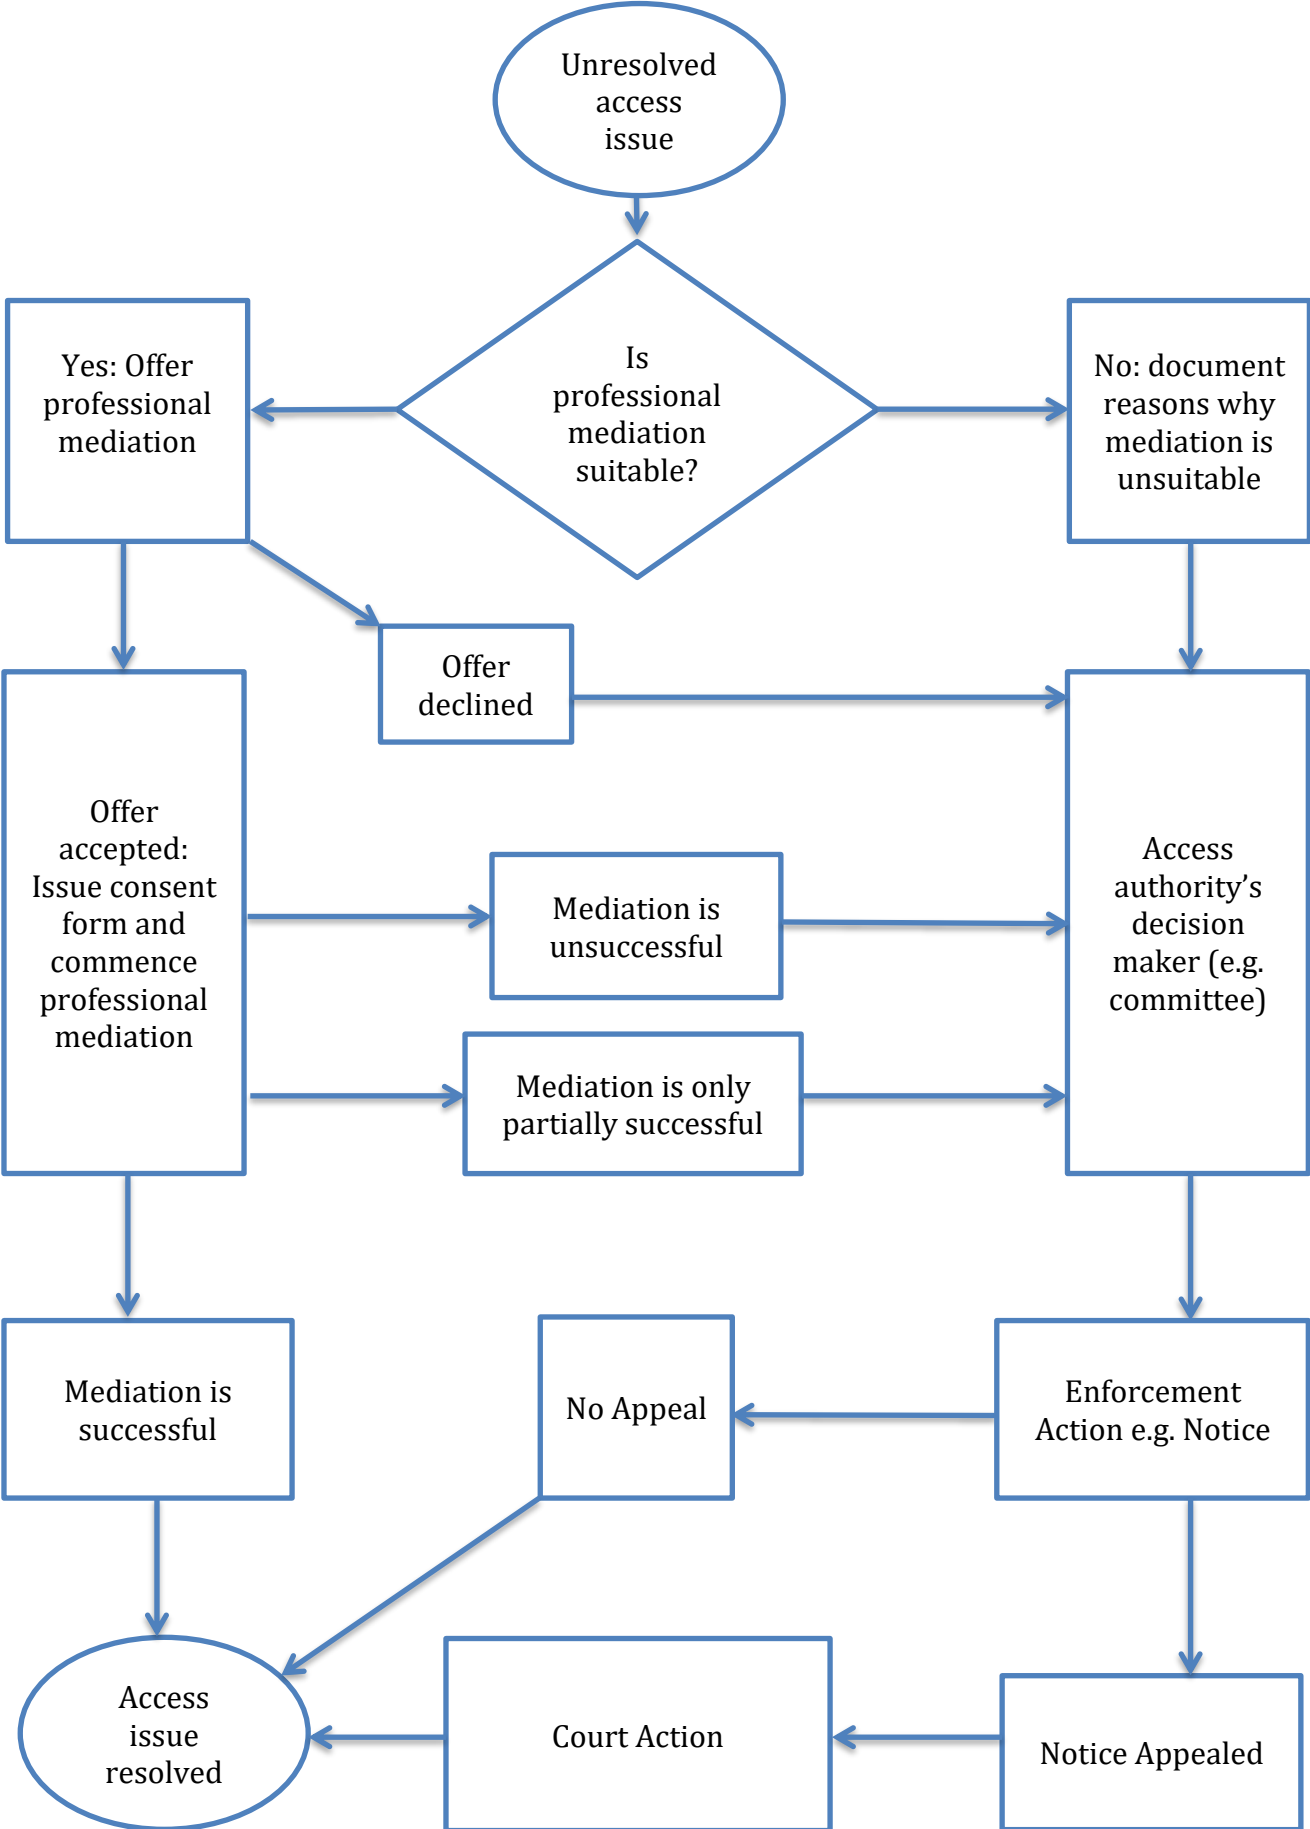 Unresolved
access
issue
Is
professional
mediation
suitable?
Yes: Offer
professional
mediation
No: document
reasons why
mediation is
unsuitable
Offer
declined
Offer
accepted:
Issue consent
form and
commence
professional
mediation
Mediation is
unsuccessful
Access
authority’s
decision
maker (e.g.
committee)
Mediation is only
partially successful
Mediation is
successful
No Appeal
Enforcement
Action e.g. Notice
Access
issue
resolved
Court Action
Notice Appealed